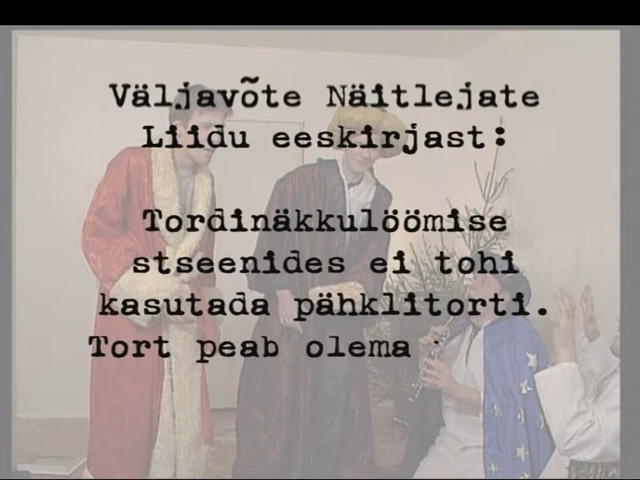 Väljavõte Näitlejate
Liidu eeskirjast:
Tordinäkkulöömise
stseenides ei tohi
kasutada pähklitorti.
Tort peab olema